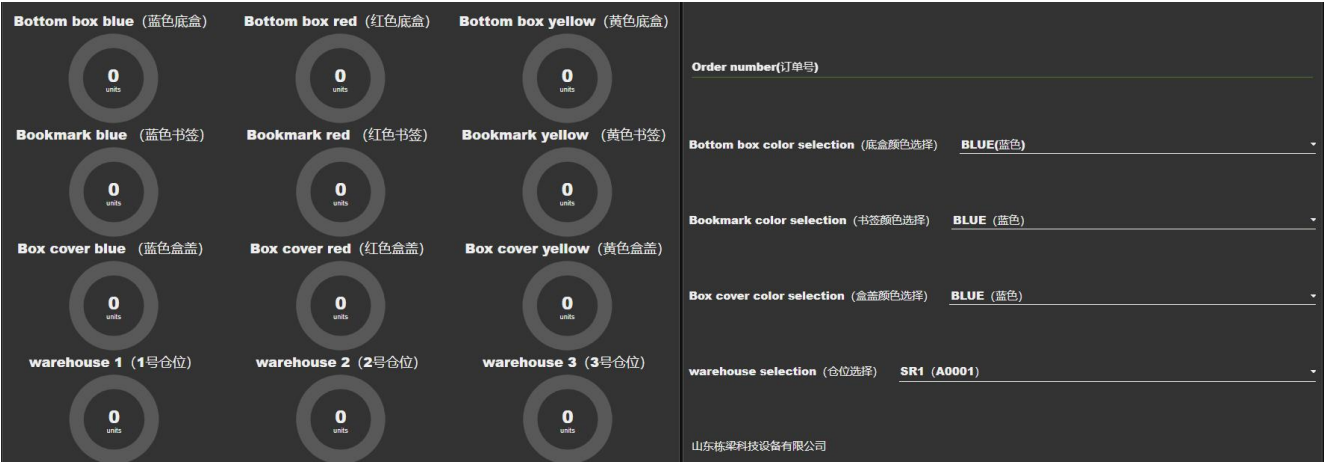 Bottom box blue（蓝色底盒）
Bottom box red（红色底盒）
Bottom box yellow（黄色底盒）
0
units
0
units
0
units
Bookmark blue （蓝色书签）
Bookmark red （红色书签）
Bookmark yellow （黄色书签）
0
units
0
units
0
units
Box cover blue （蓝色盒盖）
Box cover red（红色盒盖）
Box cover yellow（黄色盒盖）
0
units
0
units
0
units
warehouse 1（1号仓位）
warehouse 2（2号仓位）
warehouse 3（3号仓位）
0
units
0
units
0
units
Order number(订单号)
Bottom box color selection（底盒颜色选择） BLUE(蓝色)
Bookmark color selection（书签颜色选择） BLUE（蓝色）
Box cover color selection（盒盖颜色选择） BLUE（蓝色）
warehouse selection（仓位选择） SR1（A0001）
山东栋梁科技设备有限公司